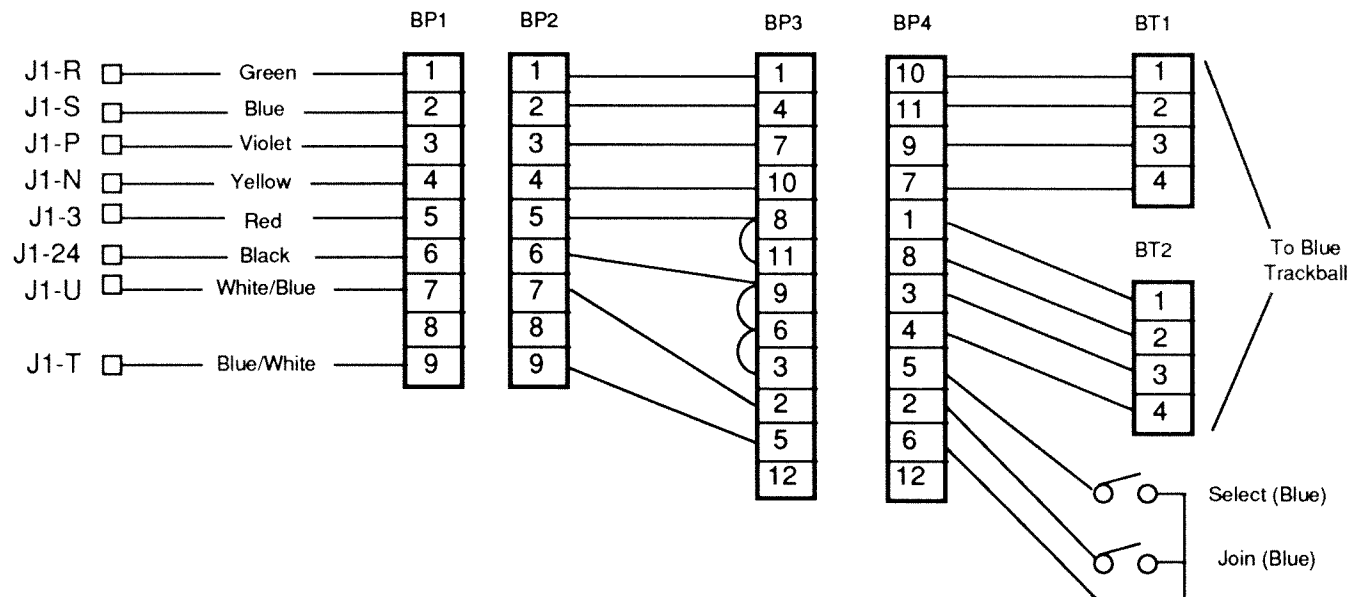 BP1 BP2 BP3 BP4 BT1
J1-R Green 1 1 1 10 1
J1-S Blue 2 2 4 11 2
J1-P Violet 3 3 7 9 3
J1-N Yellow 4 4 10 7 4
J1-3 Red 5 5 8 1
J1-24 Black 6 6 11 8 BT2
J1-U White/Blue 7 7 9 3 1
8 8 6 4 2
J1-T Blue/White 9 9 3 5 3
2 2 4
5 6
12 12
To Blue
Trackball
Select (Blue)
Join (Blue)